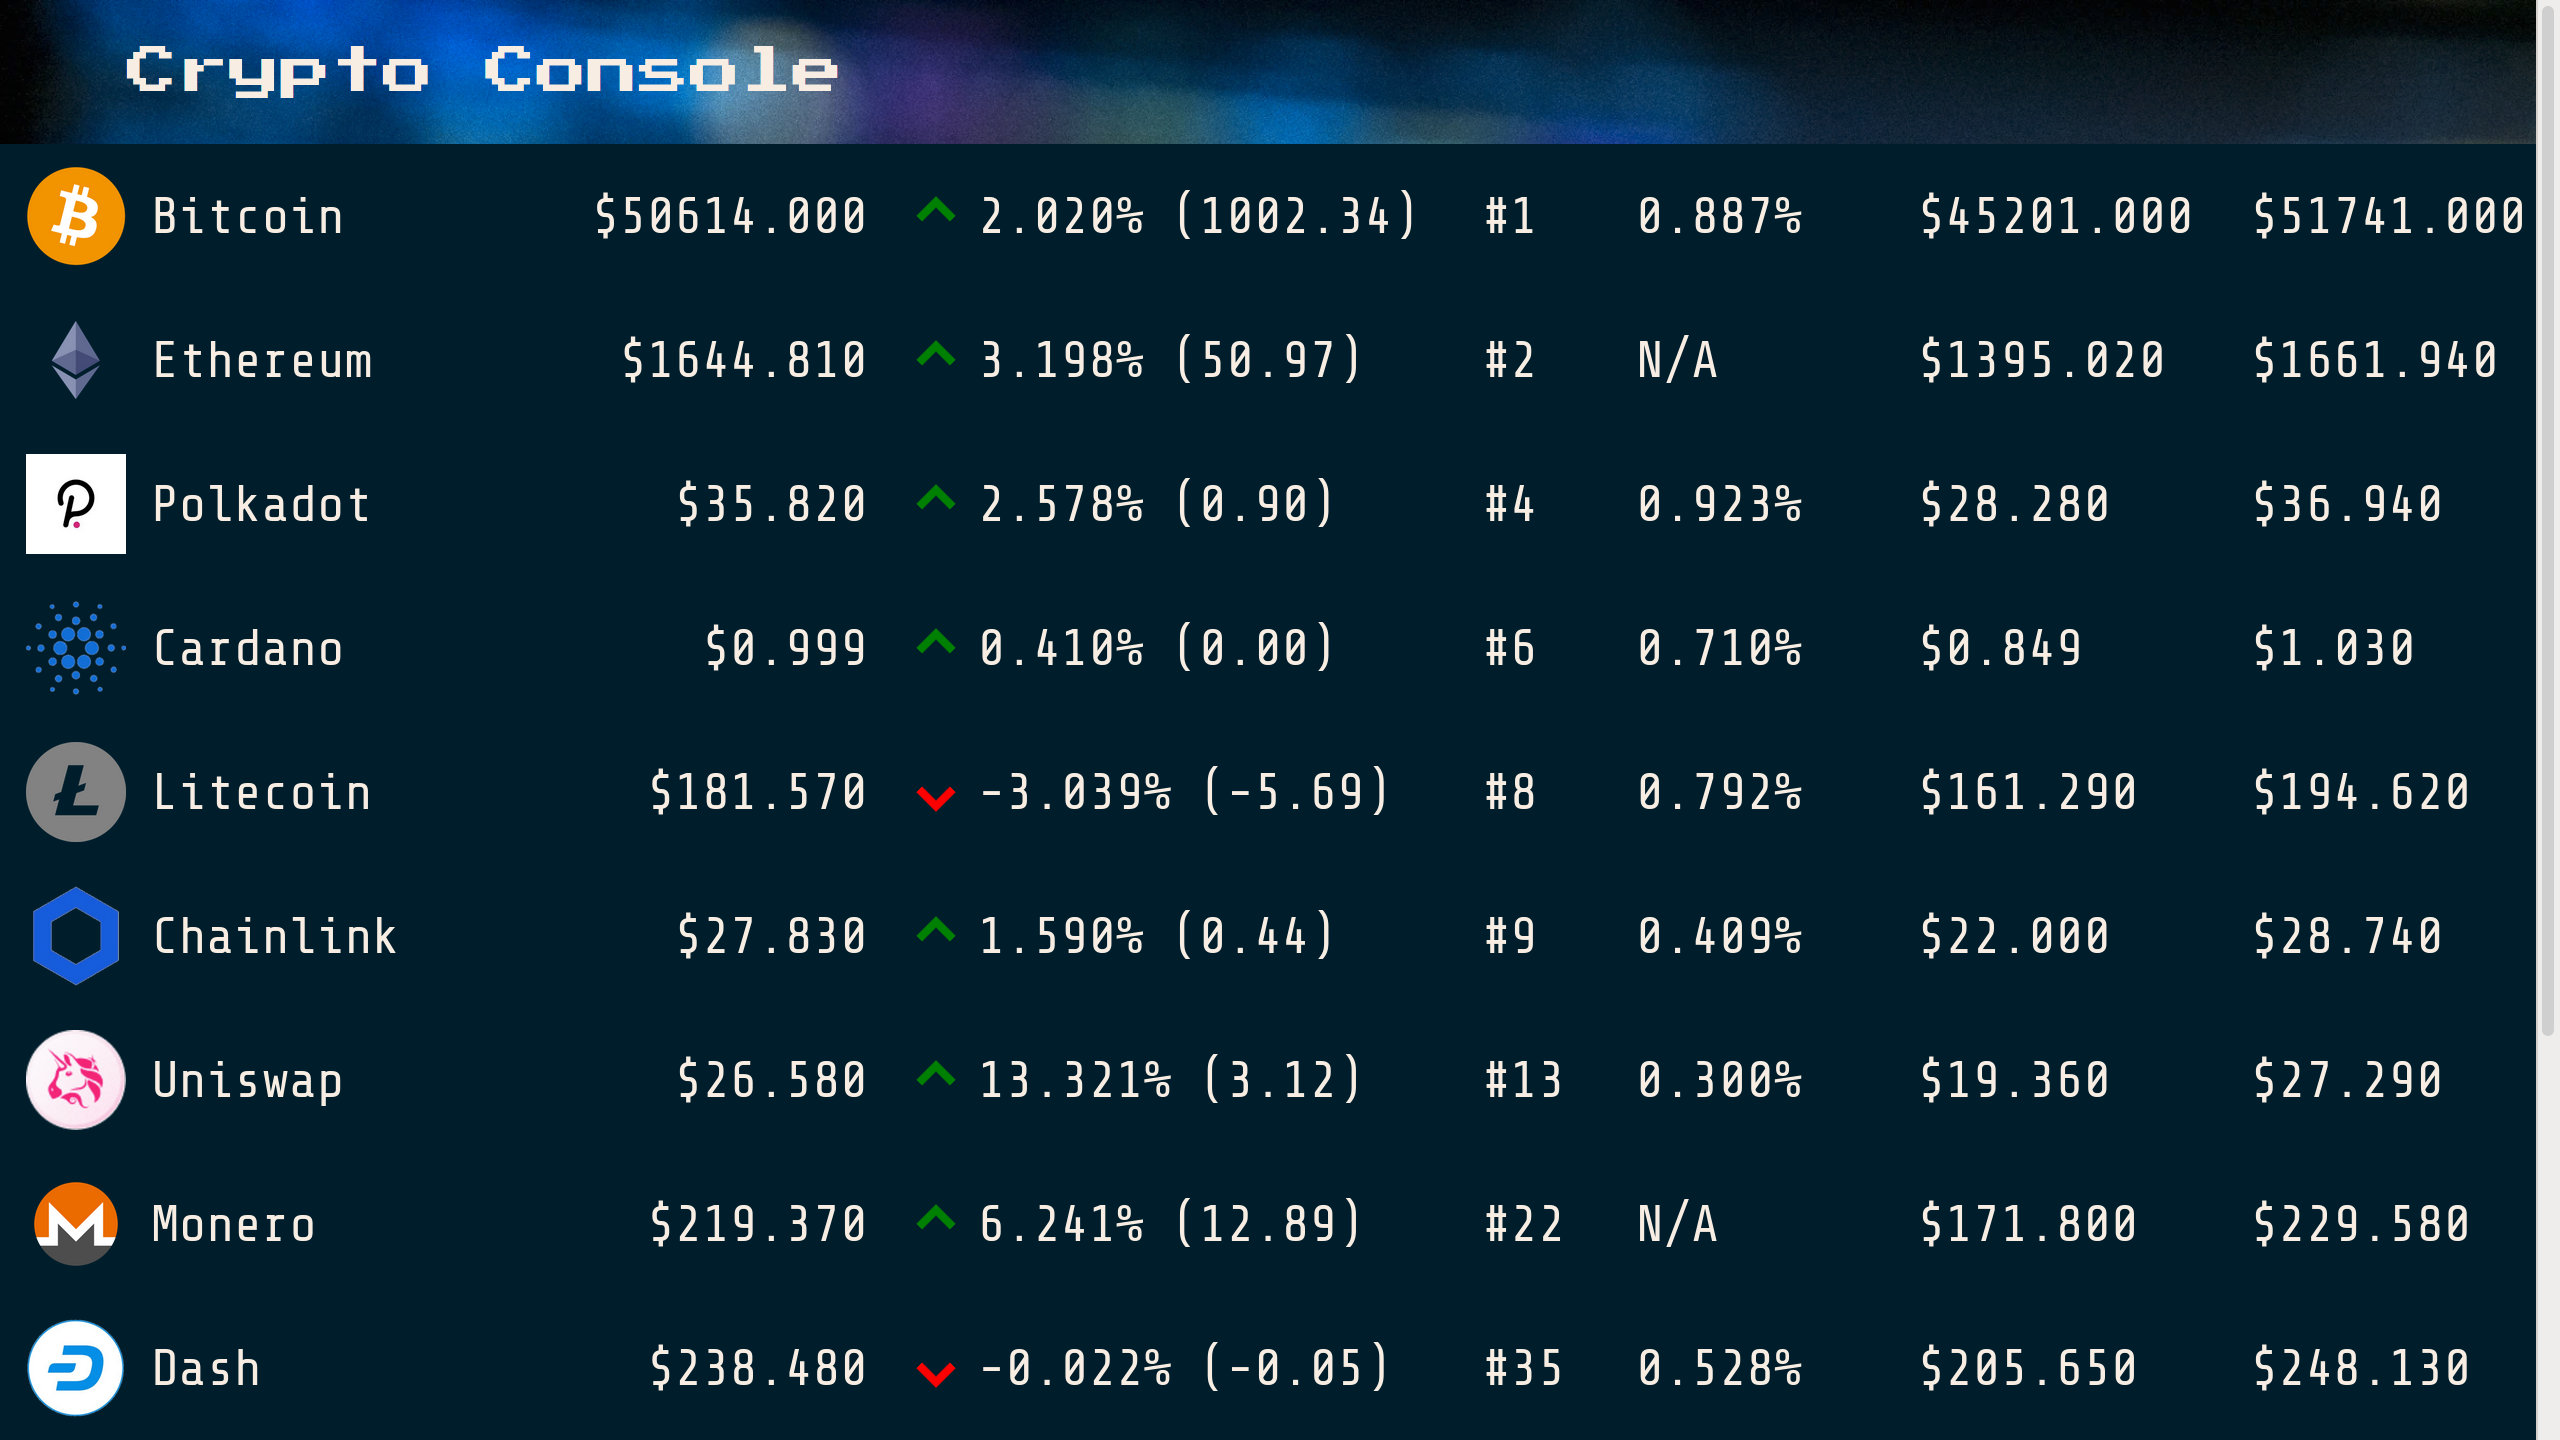 Crypto Console
Bitcoin $50614.000 2.020% (1002.34) #1 0.887% $45201.000 $51741.000
Ethereum $1644.810 3.198% (50.97) #2 N/A $1395.020 $1661.940
Polkadot $35.820 2.578% (0.90) #4 0.923% $28.280 $36.940
Cardano $0.999 0.410% (0.00) #6 0.710% $0.849 $1.030
Litecoin $181.570 -3.039% (-5.69) #8 0.792% $161.290 $194.620
Chainlink $27.830 1.590% (0.44) #9 0.409% $22.000 $28.740
Uniswap $26.580 13.321% (3.12) #13 0.300% $19.360 $27.290
Monero $219.370 6.241% (12.89) #22 N/A $171.800 $229.580
Dash $238.480 -0.022% (-0.05) #35 0.528% $205.650 $248.130